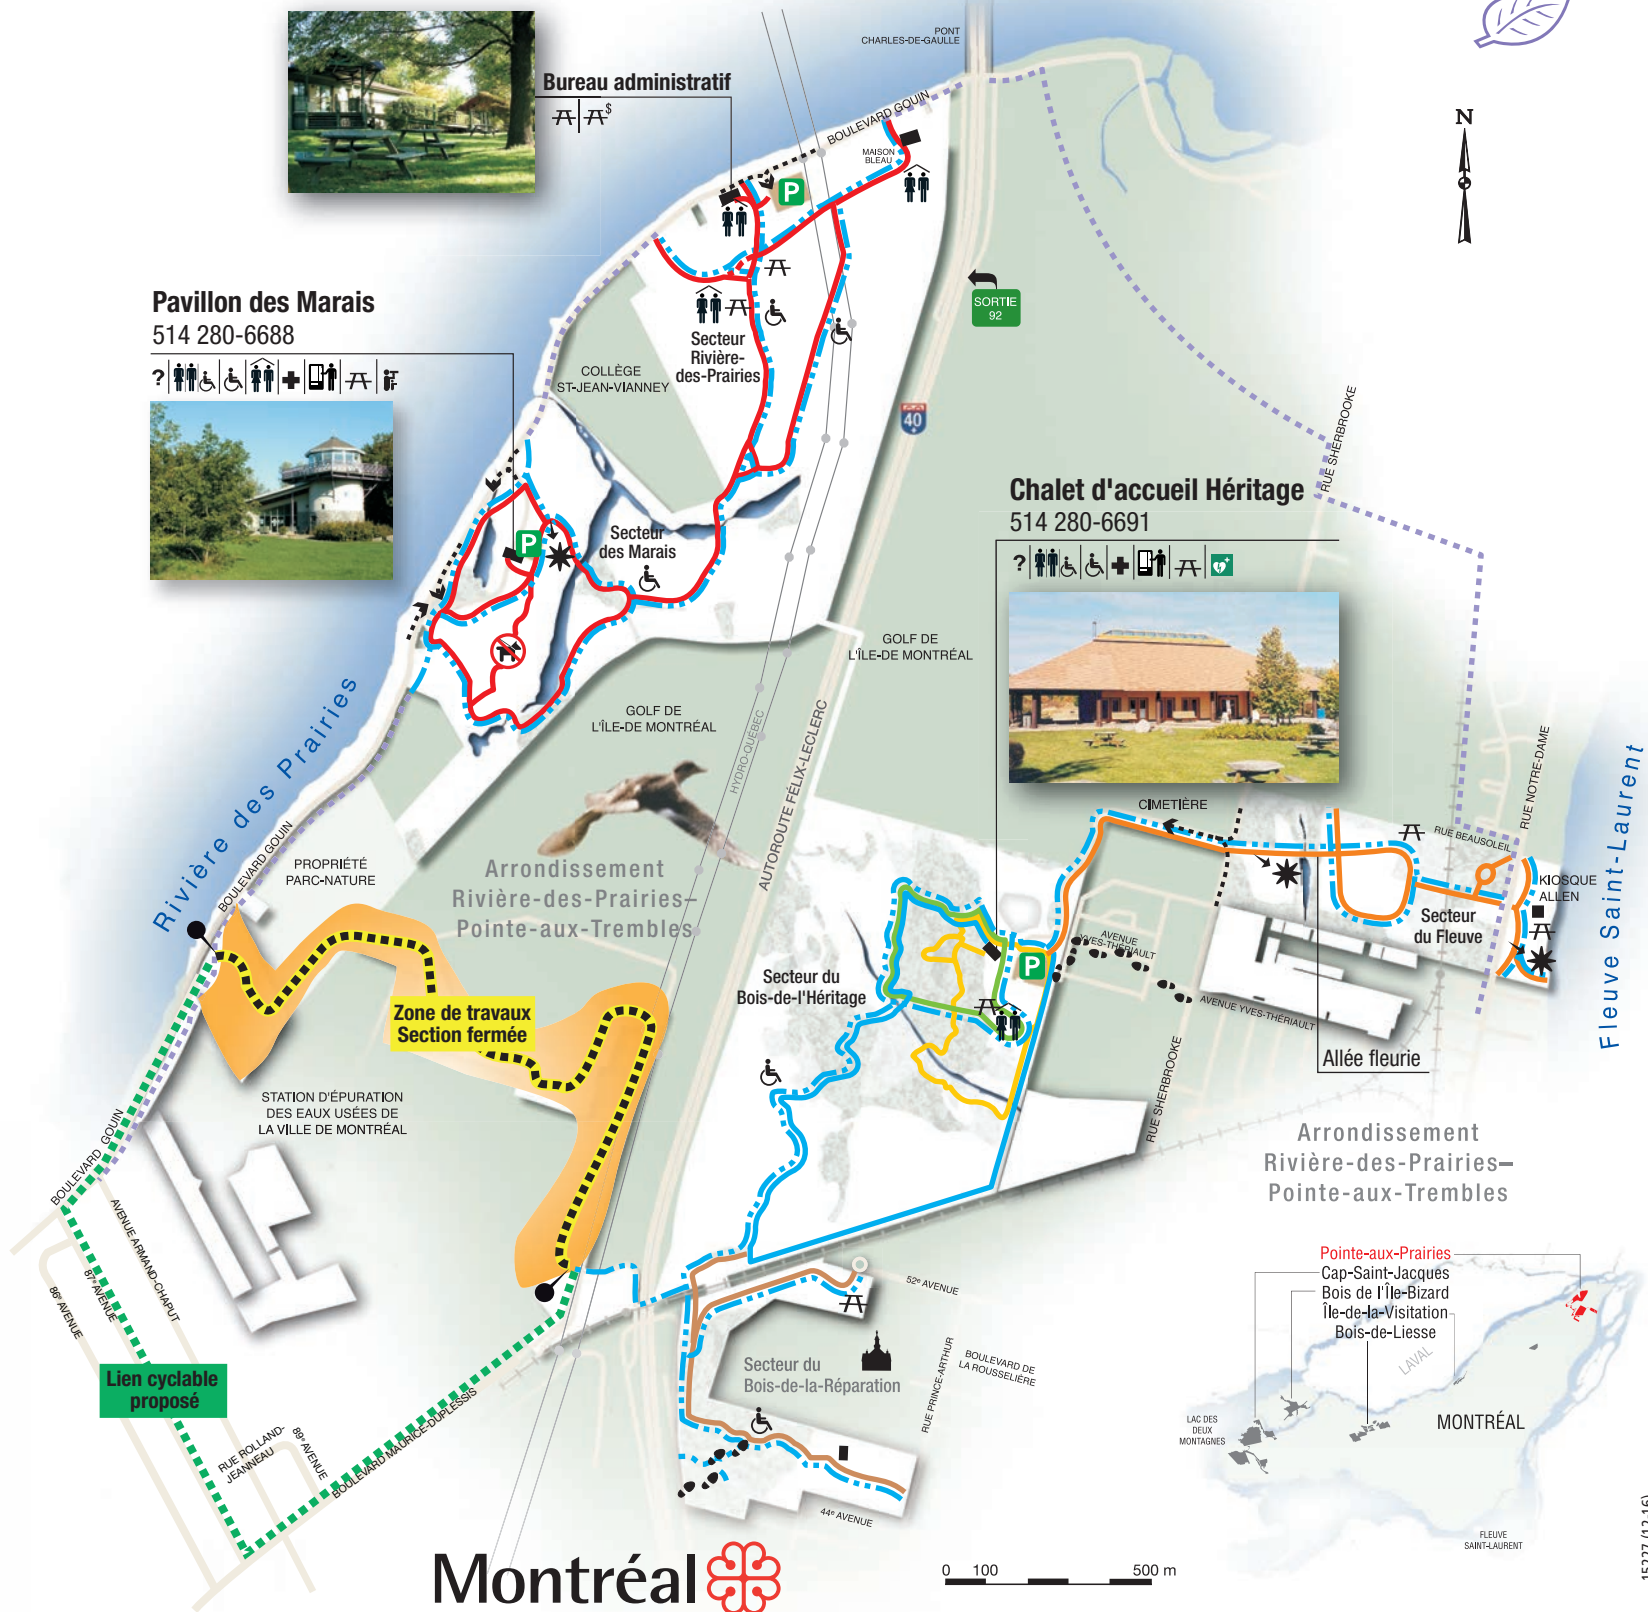 PONT
CHARLES-DE-GAULLE
Bureau administratif
$
BOULEVARD GOUIN
MAISON
BLEAU
P
N
SORTIE
92
Pavillon des Marais
514 280-6688
?
Secteur
Rivière-
des-Prairies
COLLÈGE
ST-JEAN-VIANNEY
40
RUE SHERBROOKE
Chalet d'accueil Héritage
514 280-6691
?
P
Secteur
des Marais
GOLF DE
L'ÎLE-DE MONTRÉAL
GOLF DE
L'ÎLE-DE MONTRÉAL
HYDRO-QUÉBEC
AUTOROUTE FÉLIX-LECLERC
Rivière des Prairies
BOULEVARD GOUIN
PROPRIÉTÉ
PARC-NATURE
Arrondissement
Rivière-des-Prairies–
Pointe-aux-Trembles
CIMETIÈRE
RUE BEAUSOLEIL
RUE NOTRE-DAME
Fleuve Saint-Laurent
KIOSQUE
ALLEN
Secteur
du Fleuve
AVENUE
YVES-THÉRIAULT
P
AVENUE YVES-THÉRIAULT
Secteur du
Bois-de-l'Héritage
Zone de travaux
Section fermée
Allée fleurie
RUE SHERBROOKE
STATION D'ÉPURATION
DES EAUX USÉES DE
LA VILLE DE MONTRÉAL
Arrondissement
Rivière-des-Prairies–
Pointe-aux-Trembles
BOULEVARD GOUIN
AVENUE ARMAND-CHAPUT
87e AVENUE
86e AVENUE
52e AVENUE
Lien cyclable
proposé
RUE ROLLAND-
JEANNEAU
89e AVENUE
BOULEVARD MAURICE-DUPLESSIS
Secteur du
Bois-de-la-Réparation
RUE PRINCE-ARTHUR
BOULEVARD DE
LA ROUSSELIÈRE
44e AVENUE
Pointe-aux-Prairies
Cap-Saint-Jacques
Bois de l'Île-Bizard
Île-de-la-Visitation
Bois-de-Liesse
LAVAL
LAC DES
DEUX
MONTAGNES
MONTRÉAL
FLEUVE
SAINT-LAURENT
Montréal
0 100 500 m
15227 (12-16)